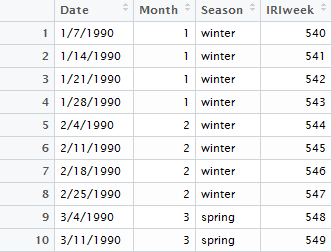 Date Month Season IRIweek
1 1/7/1990 1 winter 540
2 1/14/1990 1 winter 541
3 1/21/1990 1 winter 542
4 1/28/1990 1 winter 543
5 2/4/1990 2 winter 544
6 2/11/1990 2 winter 545
7 2/18/1990 2 winter 546
8 2/25/1990 2 winter 547
9 3/4/1990 3 spring 548
10 3/11/1990 3 spring 549